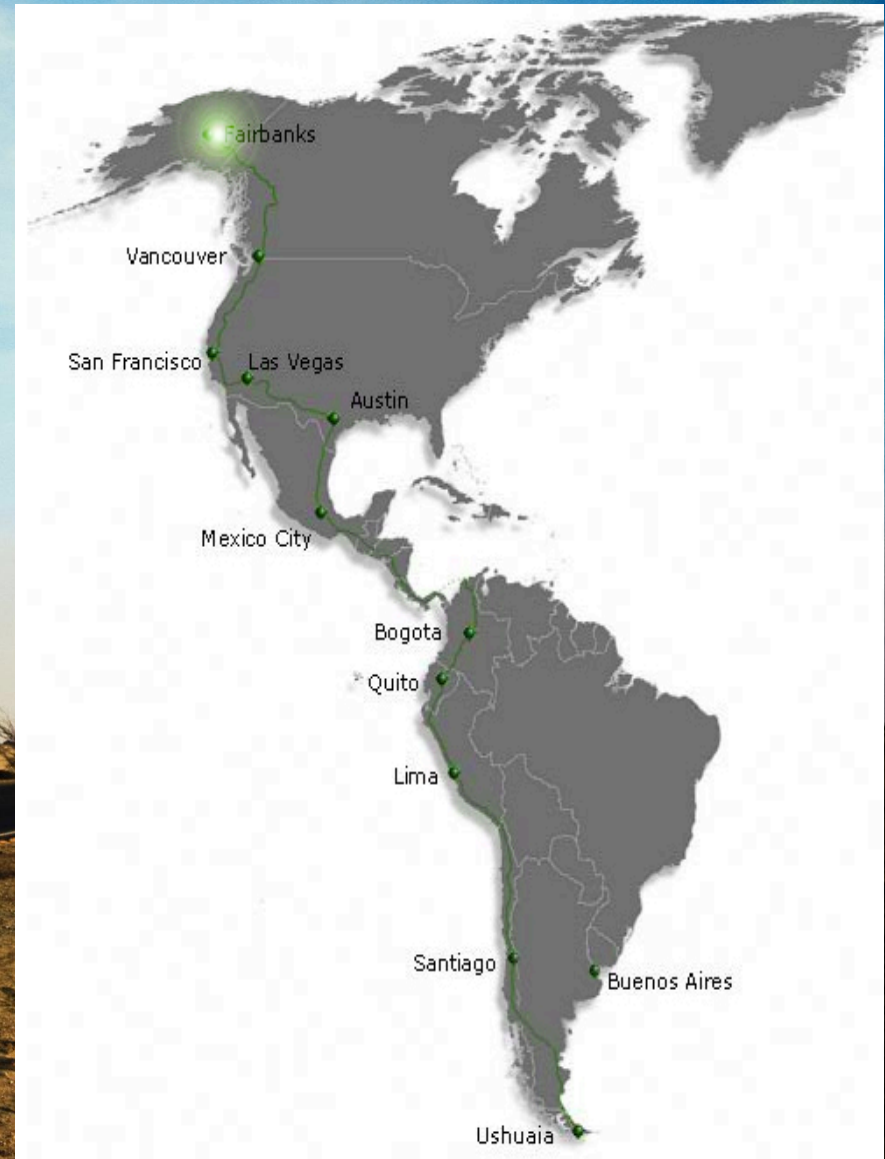 Fairbanks
Vancouver
San Francisco
Las Vegas
Austin
Mexico City
Bogota
Quito
Lima
Santiago
Buenos Aires
Ushuaia